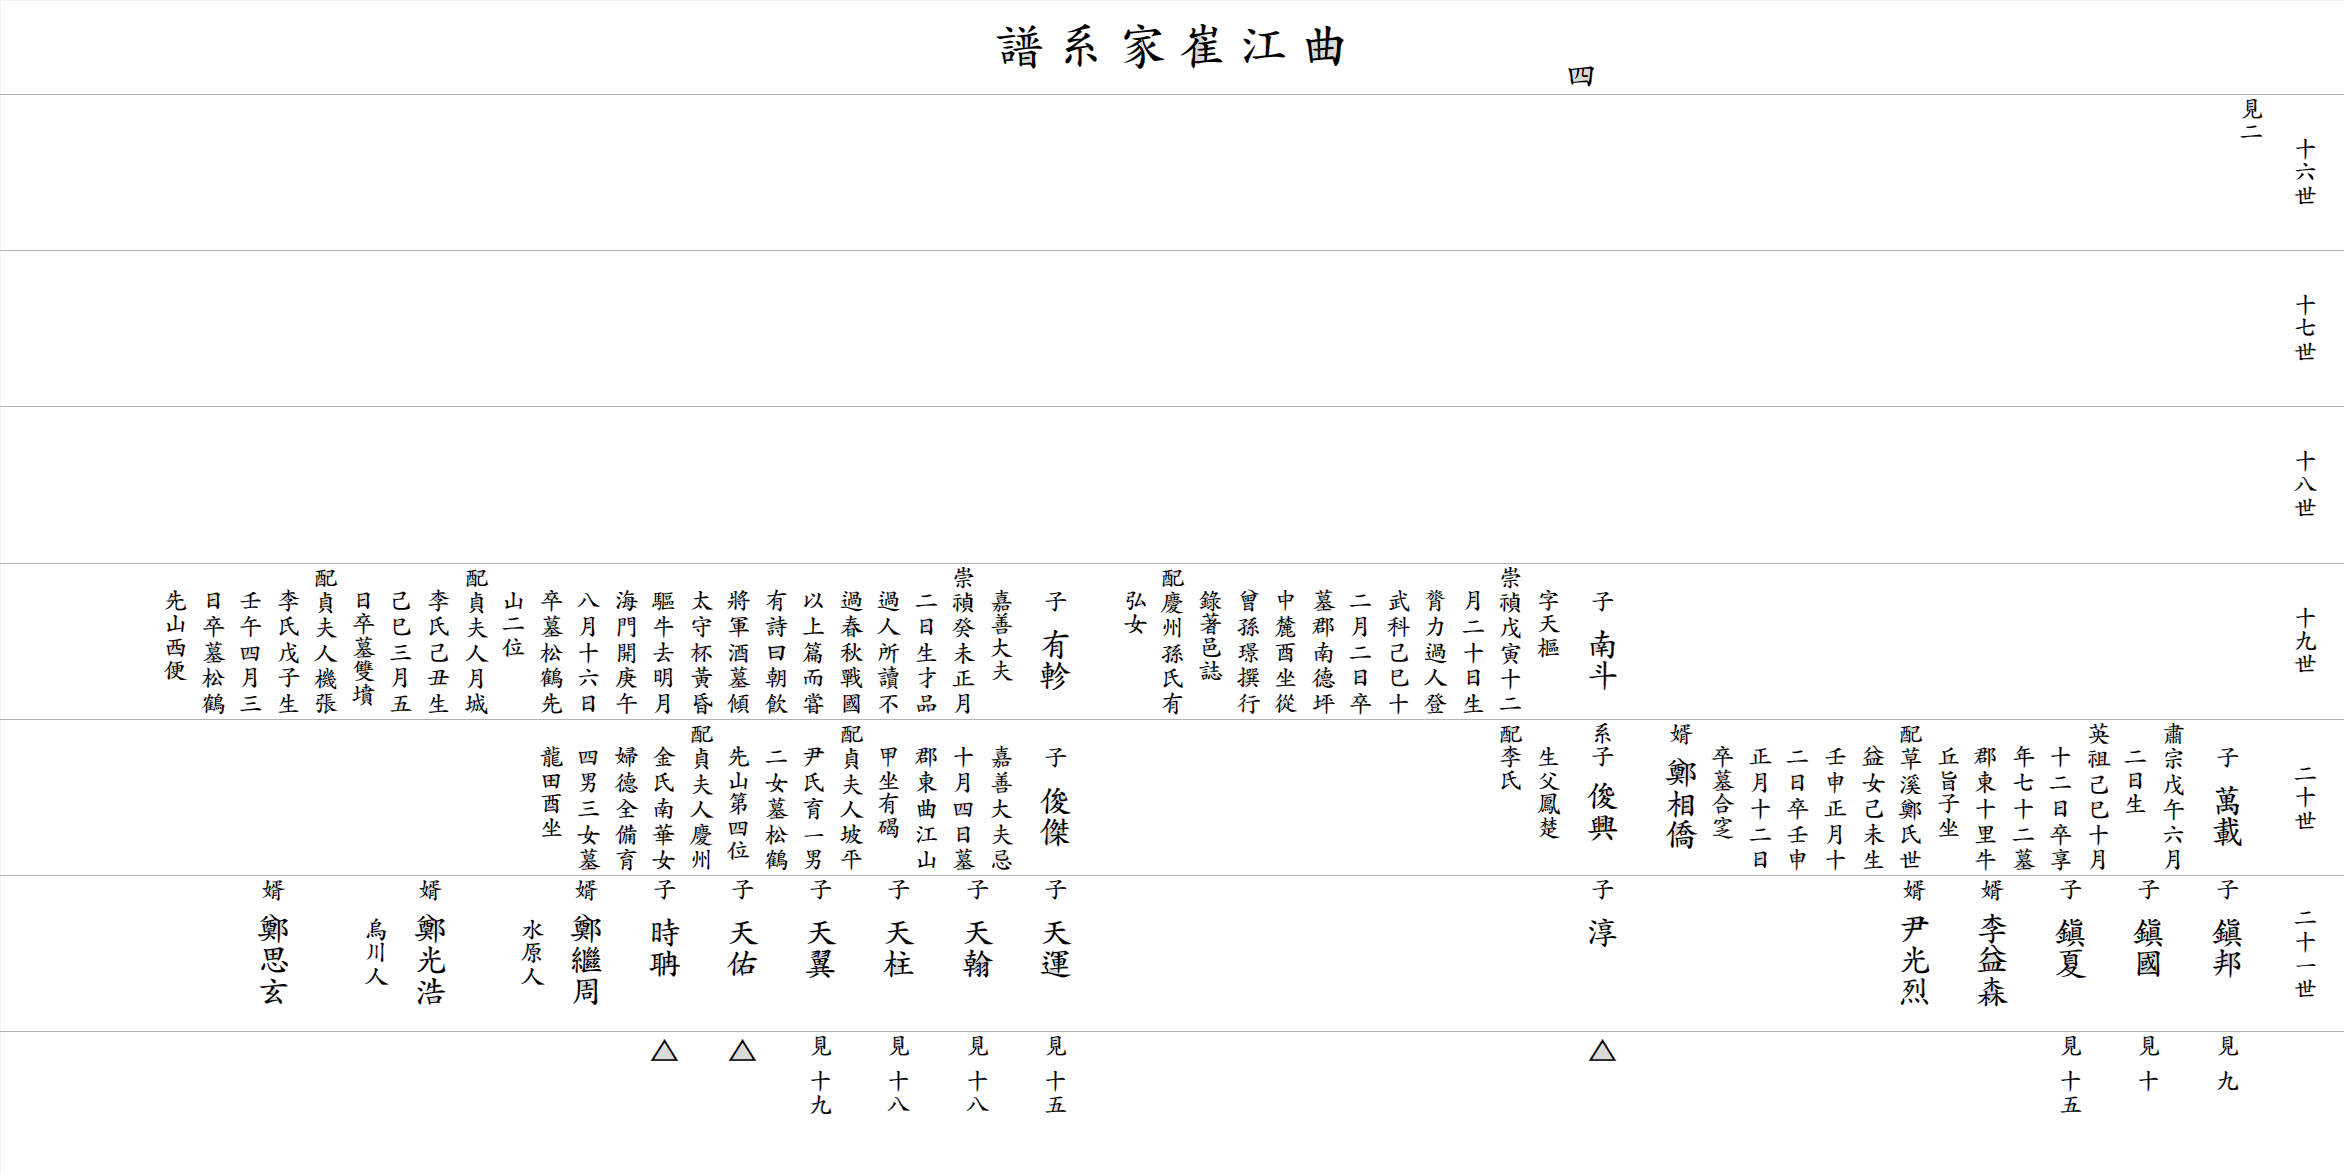 譜系家崔江曲
四
見二
十六世
十七世
十八世
十九世
子 南斗
字天樞
崇禎戊寅十二
月二十日生
膂力過人登
武科己巳十
二月二日卒
墓郡南德坪
中麓酉坐從
曾孫璟撰行
錄著邑誌
配慶州孫氏有
弘女
子 有軫
嘉善大夫
崇禎癸未正月
二日生才品
過人所讀不
過春秋戰國
以上篇而嘗
有詩曰朝飮
將軍酒墓傾
太守杯黃昏
驅牛去明月
海門開庚午
八月十六日
卒墓松鶴先
山二位
配貞夫人月城
李氏己丑生
己巳三月五
日卒墓雙墳
配貞夫人機張
李氏戊子生
壬午四月三
日卒墓松鶴
先山西便
二十世
子 萬載
肅宗戊午六月
二日生
英祖己巳十月
十二日卒享
年七十二墓
郡東十里牛
丘旨子坐
配草溪鄭氏世
益女己未生
壬申正月十
二日卒壬申
正月十二日
卒墓合窆
婿 鄭相僑
系子 俊興
生父鳳楚
配李氏
子 俊傑
嘉善大夫忌
十月四日墓
郡東曲江山
甲坐有碣
配貞夫人坡平
尹氏育一男
二女墓松鶴
先山第四位
配貞夫人慶州
金氏南華女
婦德全備育
四男三女墓
龍田酉坐
二十一世
子 鎭邦
子 鎭國
子 鎭夏
婿 李益森
婿 尹光烈
子 淳
子 天運
子 天翰
子 天柱
子 天翼
子 天佑
子 時聃
婿 鄭繼周
水原人
婿 鄭光浩
烏川人
婿 鄭思玄
見九
見十
見十五
△
見十五
見十八
見十八
見十九
△
△